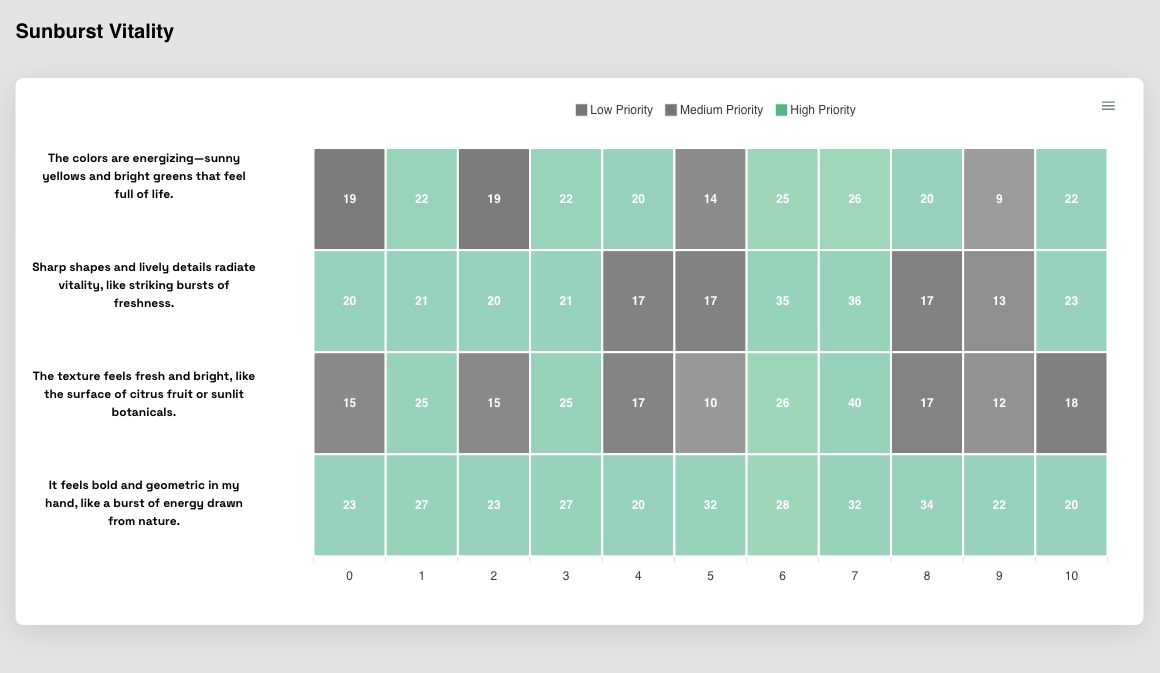 Sunburst Vitality
Low Priority Medium Priority High Priority
The colors are energizing—sunny
yellows and bright greens that feel
full of life.
19 22 19 22 20 14 25 26 20 9 22
Sharp shapes and lively details radiate
vitality, like striking bursts of
freshness.
20 21 20 21 17 17 35 36 17 13 23
The texture feels fresh and bright, like
the surface of citrus fruit or sunlit
botanicals.
15 25 15 25 17 10 26 40 17 12 18
It feels bold and geometric in my
hand, like a burst of energy drawn
from nature.
23 27 23 27 20 32 28 32 34 22 20
0 1 2 3 4 5 6 7 8 9 10